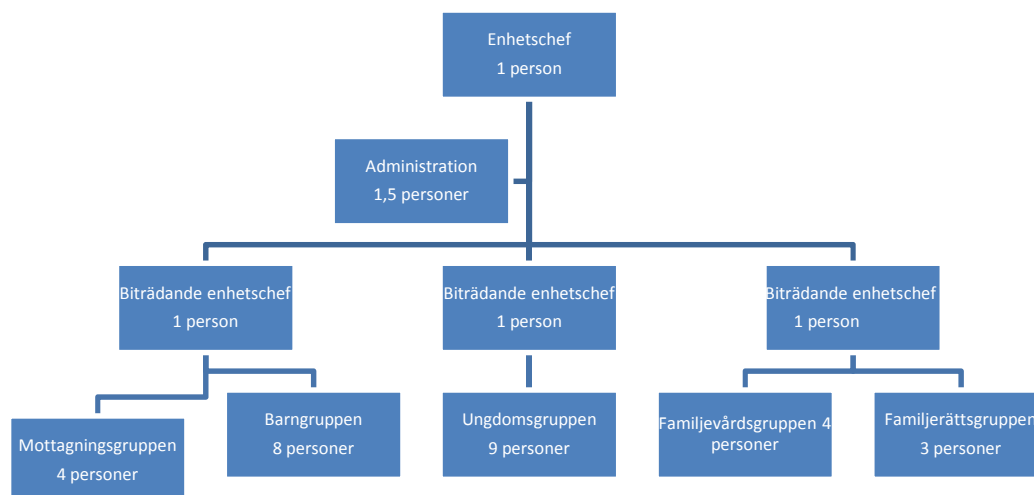 Enhetschef
1 person
Administration
1,5 personer
Biträdande enhetschef
1 person
Biträdande enhetschef
1 person
Biträdande enhetschef
1 person
Mottagningsgruppen
4 personer
Barngruppen
8 personer
Ungdomsgruppen
9 personer
Familjevårdsgruppen 4
personer
Familjerättsgruppen
3 personer